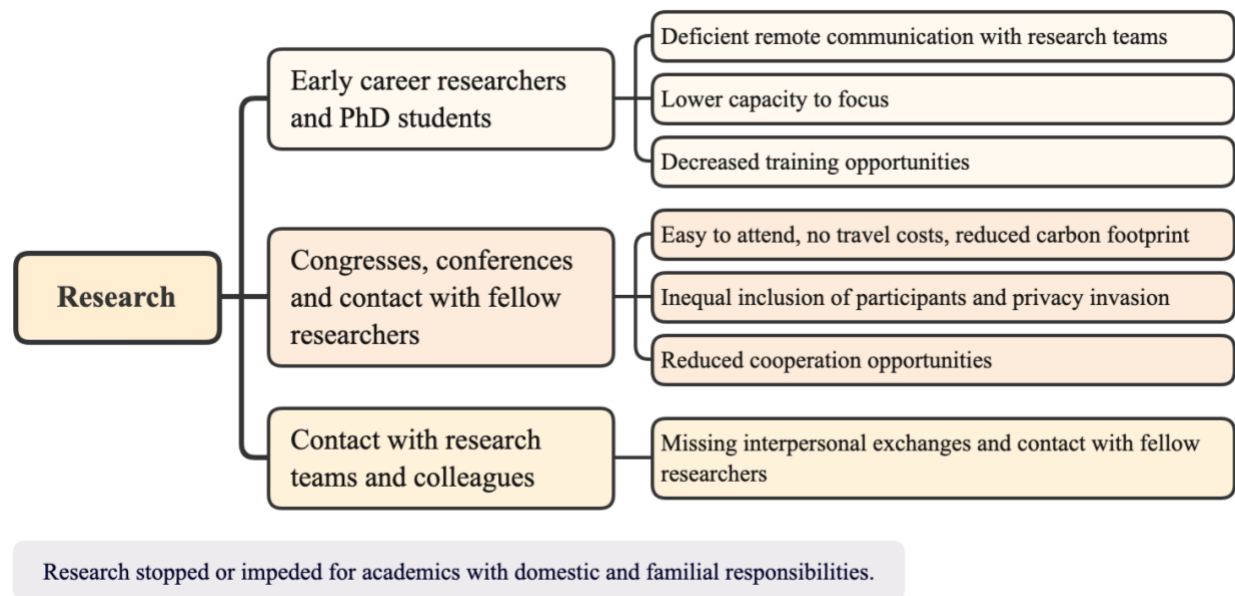 Research
Early career researchers
and PhD students
Deficient remote communication with research teams
Lower capacity to focus
Decreased training opportunities
Congresses, conferences
and contact with fellow
researchers
Easy to attend, no travel costs, reduced carbon footprint
Inequal inclusion of participants and privacy invasion
Reduced cooperation opportunities
Contact with research
teams and colleagues
Missing interpersonal exchanges and contact with fellow
researchers
Research stopped or impeded for academics with domestic and familial responsibilities.